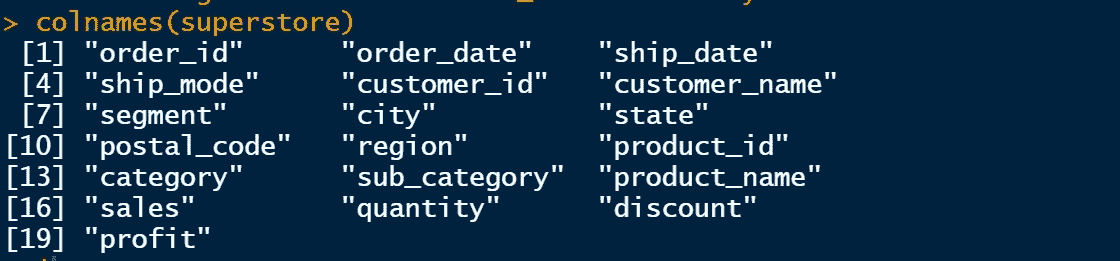 > colnames(superstore)
[1] "order_id" "order_date" "ship_date"
[4] "ship_mode" "customer_id" "customer_name"
[7] "segment" "city" "state"
[10] "postal_code" "region" "product_id"
[13] "category" "sub_category" "product_name"
[16] "sales" "quantity" "discount"
[19] "profit"